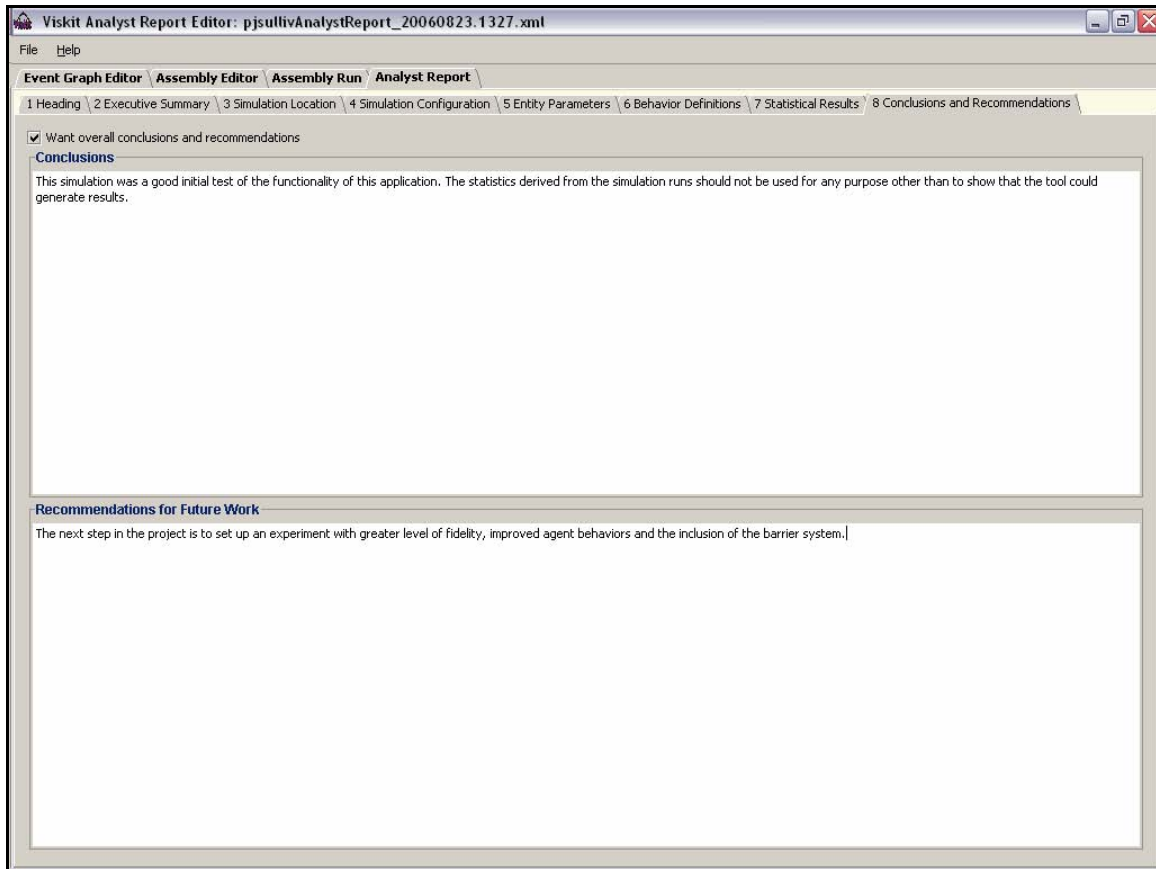 Viskit Analyst Report Editor: pjsullivAnalystReport_20060823.1327.xml
File Help
Event Graph Editor Assembly Editor Assembly Run Analyst Report
1 Heading 2 Executive Summary 3 Simulation Location 4 Simulation Configuration 5 Entity Parameters 6 Behavior Definitions 7 Statistical Results 8 Conclusions and Recommendations
Want overall conclusions and recommendations
Conclusions
This simulation was a good initial test of the functionality of this application. The statistics derived from the simulation runs should not be used for any purpose other than to show that the tool could
generate results.
Recommendations for Future Work
The next step in the project is to set up an experiment with greater level of fidelity, improved agent behaviors and the inclusion of the barrier system.